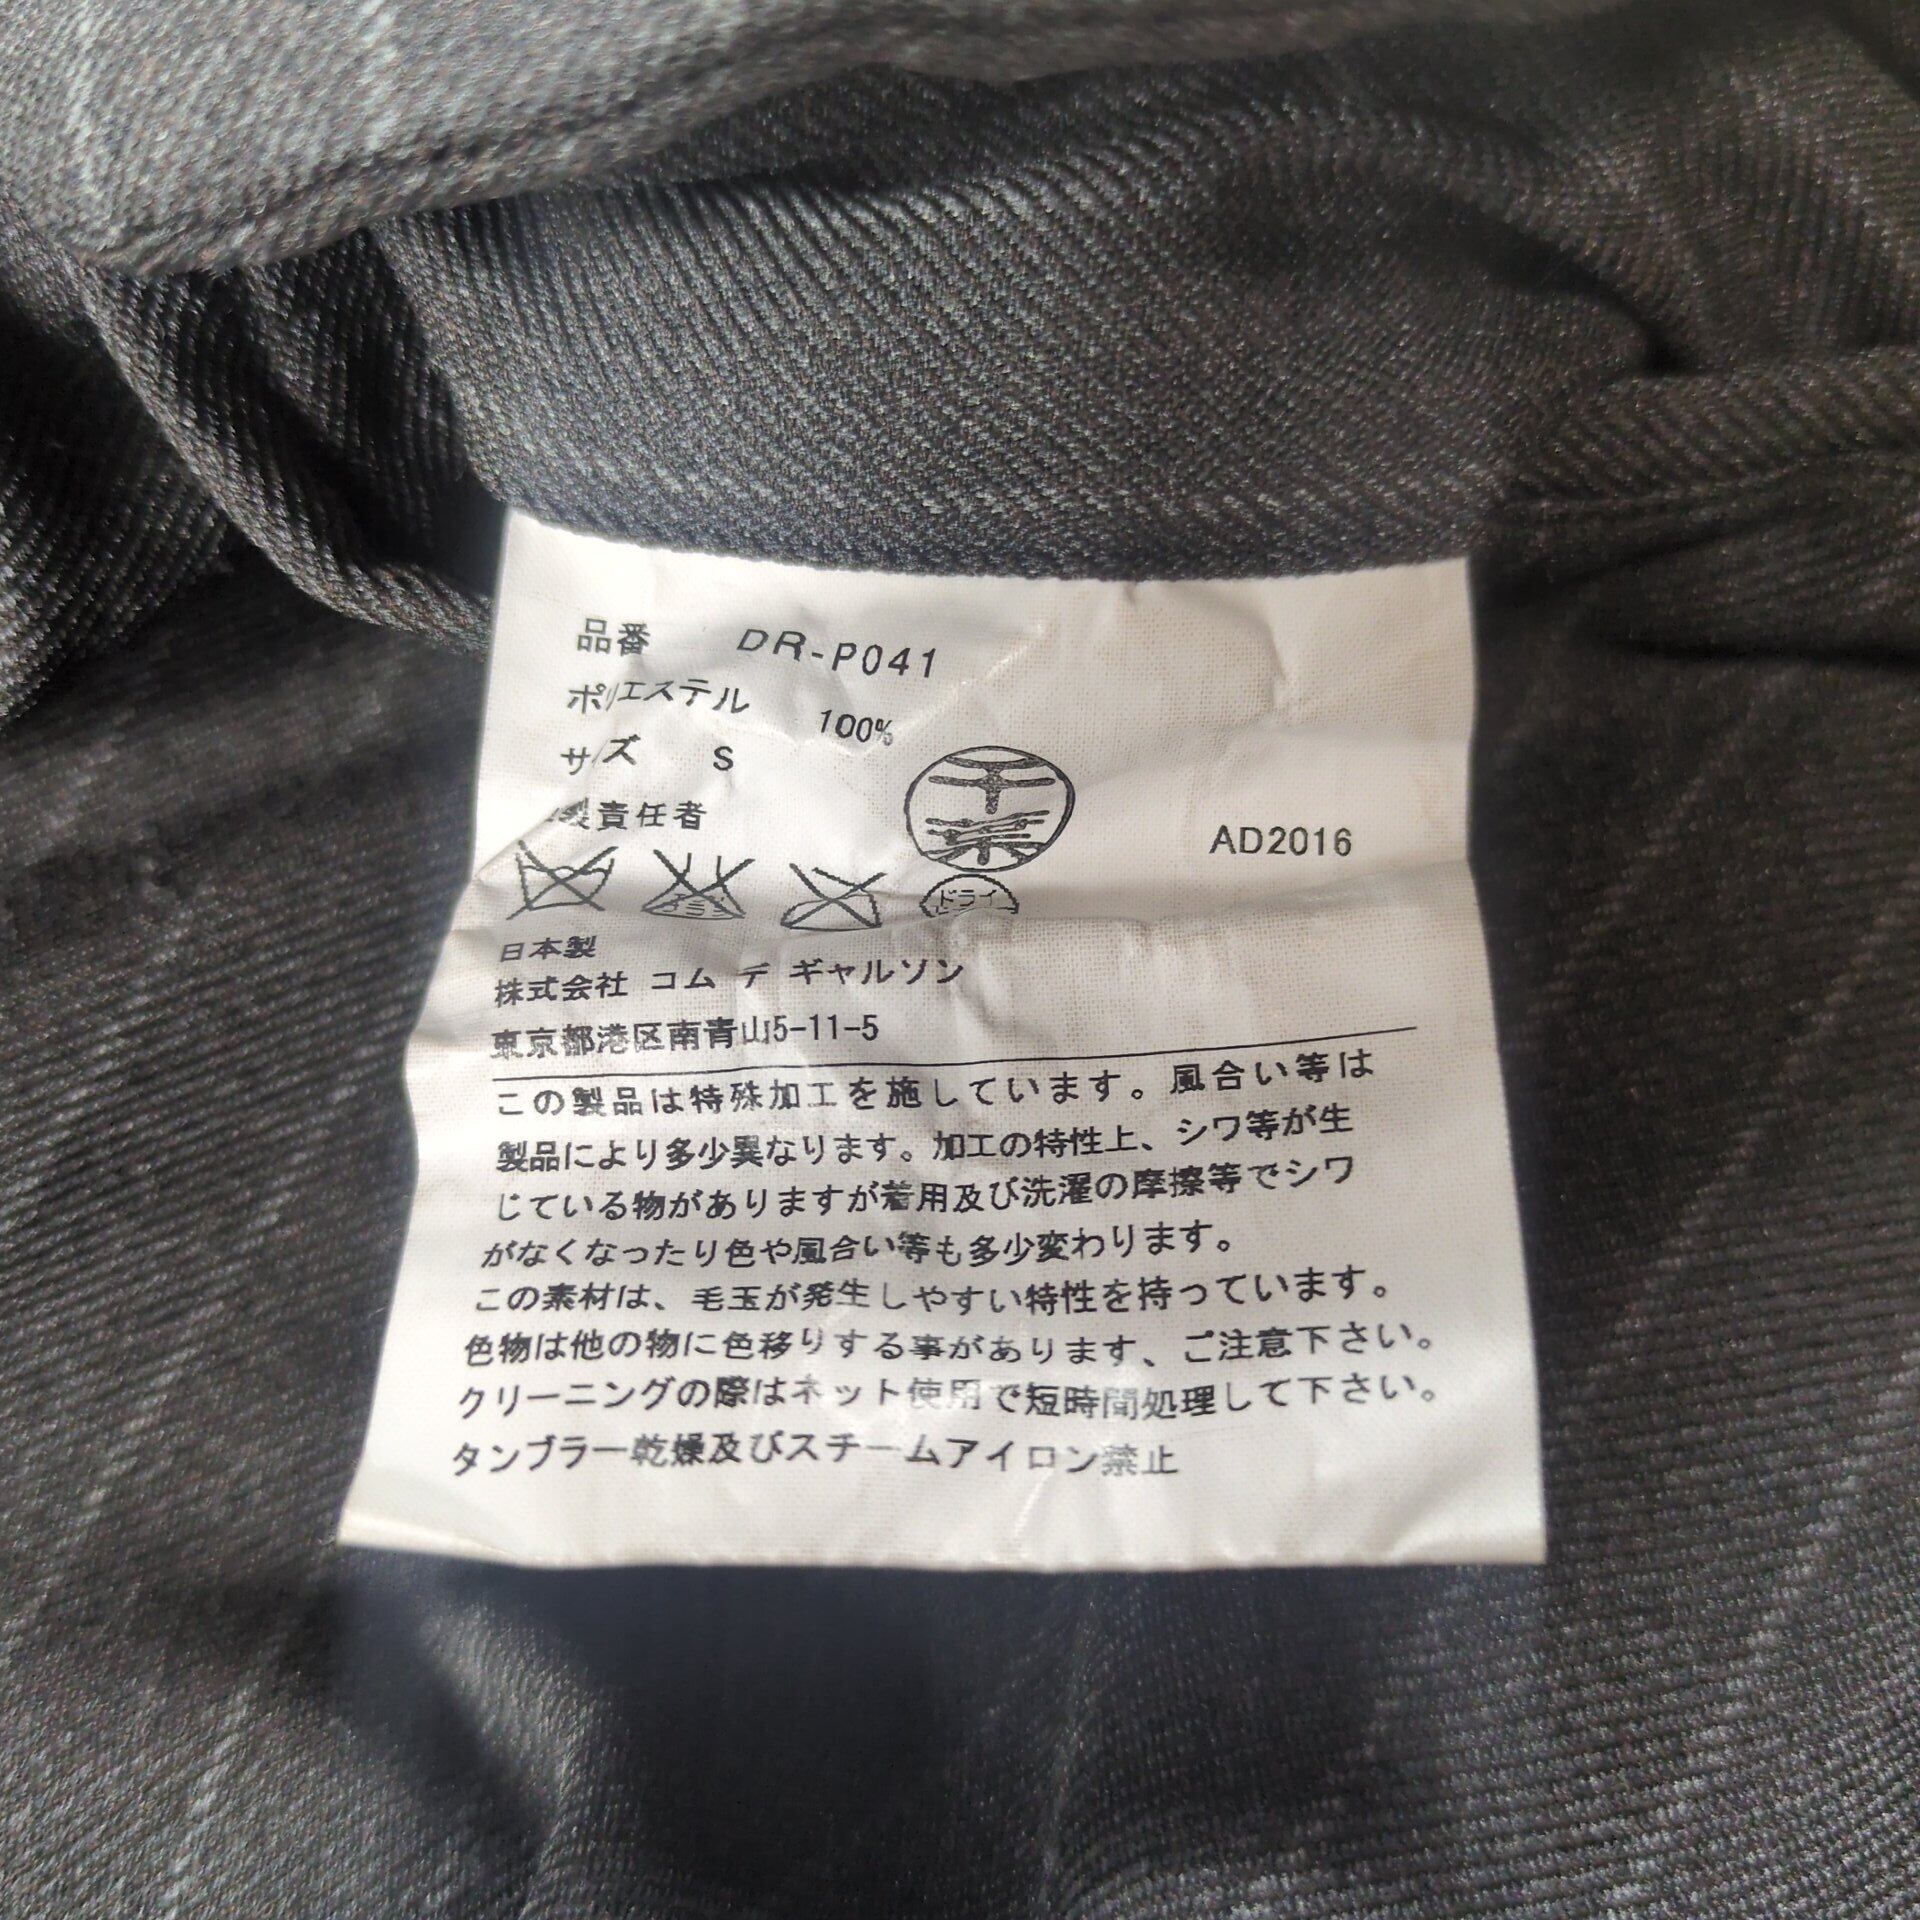 品番 DR-P041
ポリエステル 100%
サイズ S
製責任者
千葉
AD2016
ドライ
日本製
株式会社 コム デ ギャルソン
東京都港区南青山5-11-5
この製品は特殊加工を施しています。風合い等は
製品により多少異なります。加工の特性上、シワ等が生
じている物がありますが着用及び洗濯の摩擦等でシワ
がなくなったり色や風合い等も多少変わります。
この素材は、毛玉が発生しやすい特性を持っています。
色物は他の物に色移りする事があります、ご注意下さい。
クリーニングの際はネット使用で短時間処理して下さい。
タンブラー乾燥及びスチームアイロン禁止